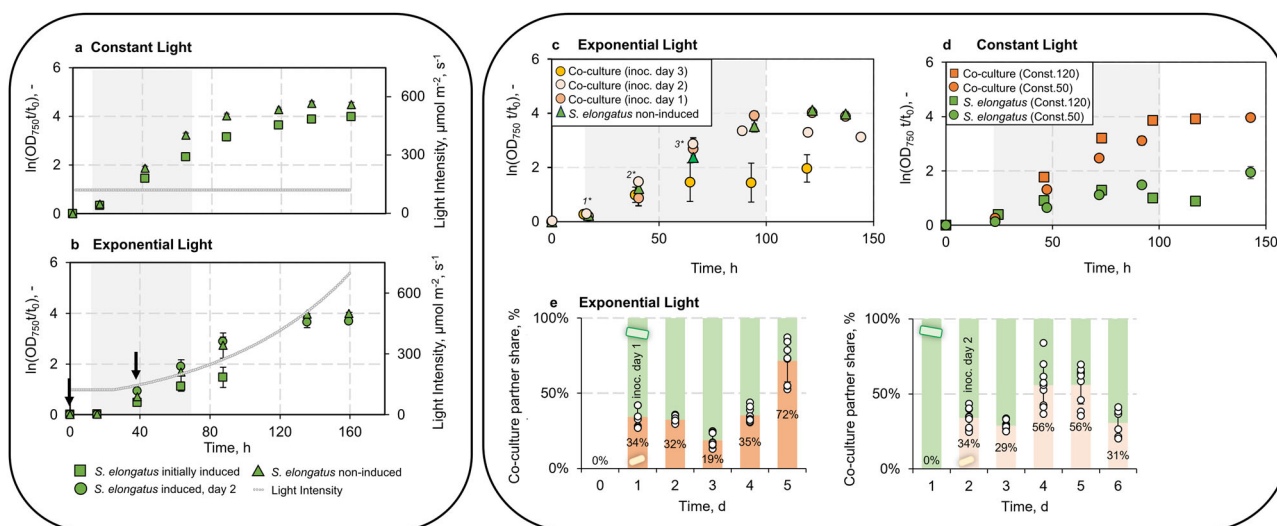 a Constant Light
6
4
2
0
ln(OD750 t/t0), -
600
300
0
Light Intensity, µmol m-2, s-1
b Exponential Light
6
4
2
0
ln(OD750 t/t0), -
600
300
0
Light Intensity, µmol m-2, s-1
0 40 80 120 160
Time, h
S. elongatus initially induced
S. elongatus non-induced
S. elongatus induced, day 2
Light Intensity
c Exponential Light
6
4
2
0
ln(OD750 t/t0), -
Co-culture (inoc. day 3)
Co-culture (inoc. day 2)
Co-culture (inoc. day 1)
S. elongatus non-induced
1*
2*
3*
0 50 100 150
Time, h
d Constant Light
6
4
2
0
ln(OD750 t/t0), -
Co-culture (Const.120)
Co-culture (Const.50)
S. elongatus (Const.120)
S. elongatus (Const.50)
0 50 100 150
Time, h
e Exponential Light
100%
50%
0%
Co-culture partner share, %
inoc. day 1
0% 34% 32% 19% 35% 72%
0 1 2 3 4 5
Time, d
100%
50%
0%
Co-culture partner share, %
inoc. day 2
0% 34% 29% 56% 56% 31%
1 2 3 4 5 6
Time, d